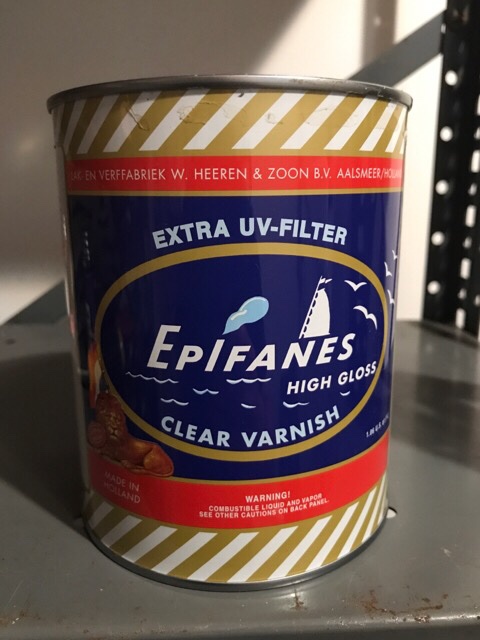 EN VERFFABRIEK W. HEEREN & ZOON B.V. AALSMEER/HOLLAND
EXTRA UV-FILTER
EPIFANES
HIGH GLOSS
CLEAR VARNISH
MADE IN
HOLLAND
WARNING!
COMBUSTIBLE LIQUID AND VAPOR.
SEE OTHER CAUTIONS ON BACK PANEL.